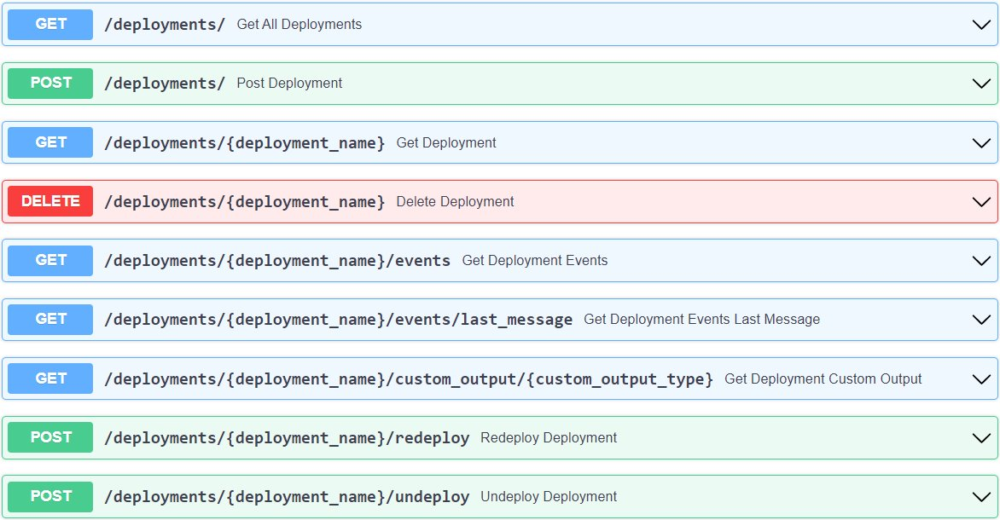 GET /deployments/ Get All Deployments
POST /deployments/ Post Deployment
GET /deployments/{deployment_name} Get Deployment
DELETE /deployments/{deployment_name} Delete Deployment
GET /deployments/{deployment_name}/events Get Deployment Events
GET /deployments/{deployment_name}/events/last_message Get Deployment Events Last Message
GET /deployments/{deployment_name}/custom_output/{custom_output_type} Get Deployment Custom Output
POST /deployments/{deployment_name}/redeploy Redeploy Deployment
POST /deployments/{deployment_name}/undeploy Undeploy Deployment